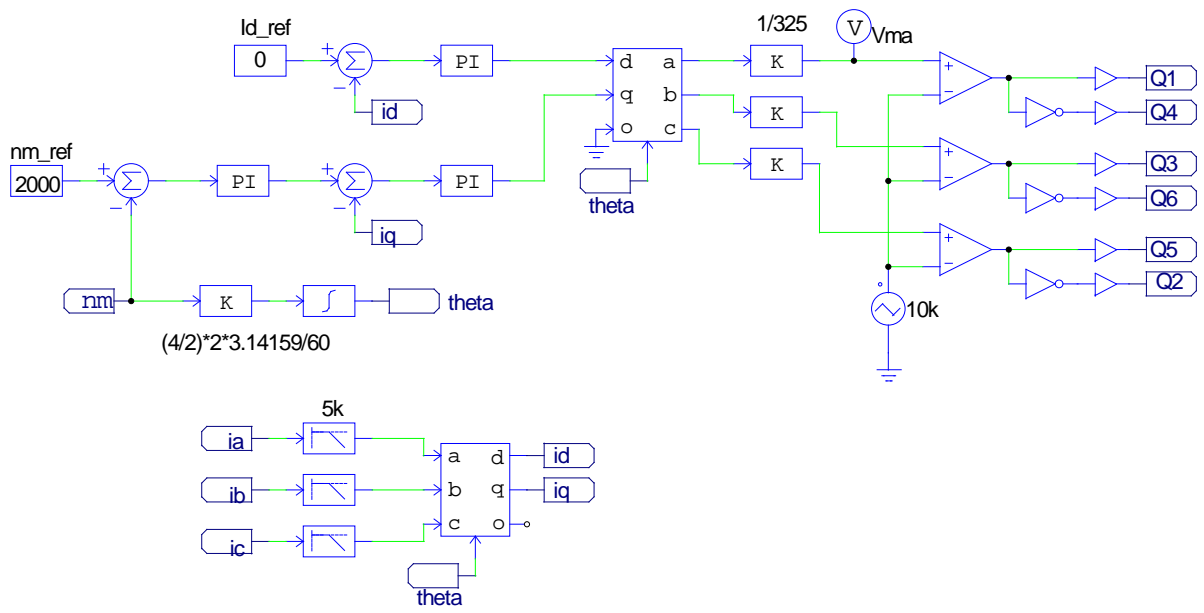 Id_ref
1/325
0
PI
d
a
K
V
Vma
id
q
b
K
Q1
Q4
o
c
K
theta
nm_ref
2000
PI
PI
iq
Q3
Q6
Q5
Q2
nm
K
theta
10k
(4/2)*2*3.14159/60
5k
ia
a
d
id
ib
b
q
iq
ic
c
o
theta